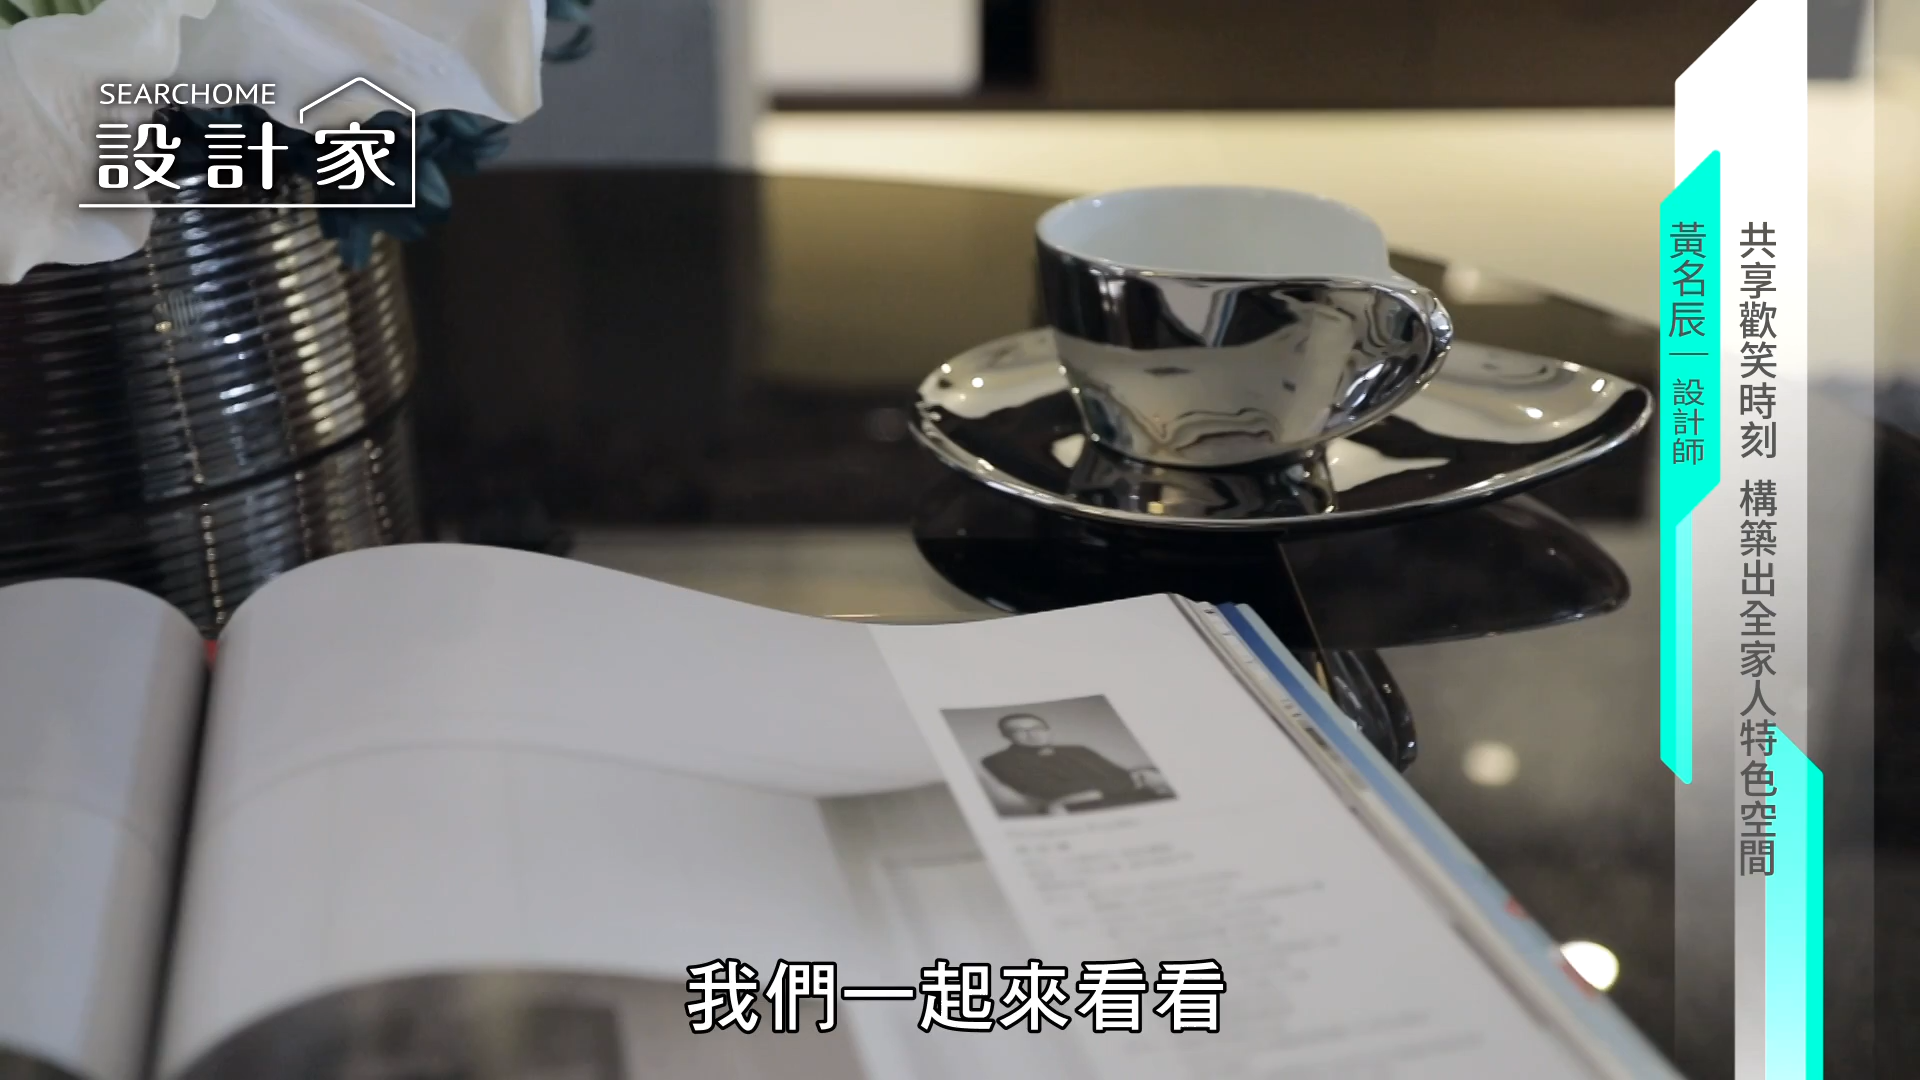 SEARCHOME
設計家
黃名辰｜設計師
共享歡笑時刻 構築出全家人特色空間
我們一起來看看